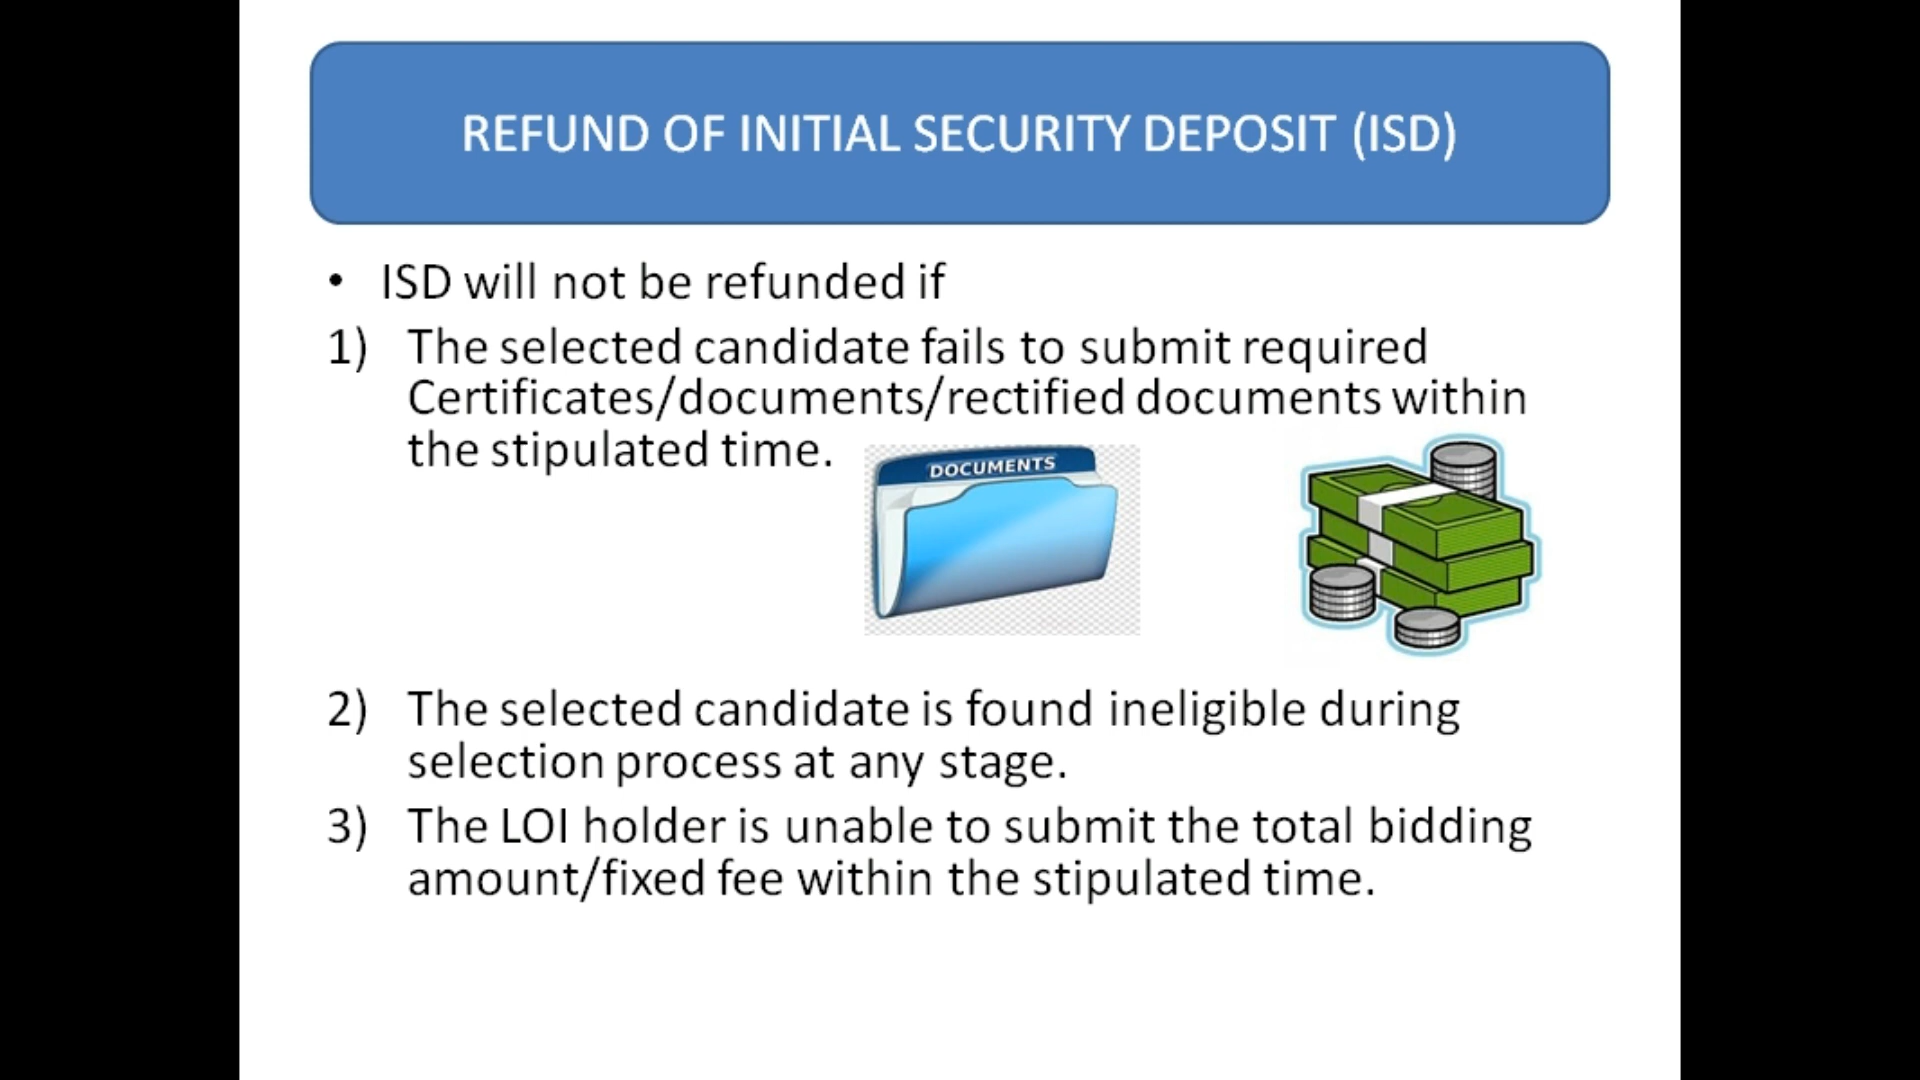 REFUND OF INITIAL SECURITY DEPOSIT (ISD)
• ISD will not be refunded if
1) The selected candidate fails to submit required
Certificates/documents/rectified documents within
the stipulated time.
DOCUMENTS
2) The selected candidate is found ineligible during
selection process at any stage.
3) The LOI holder is unable to submit the total bidding
amount/fixed fee within the stipulated time.